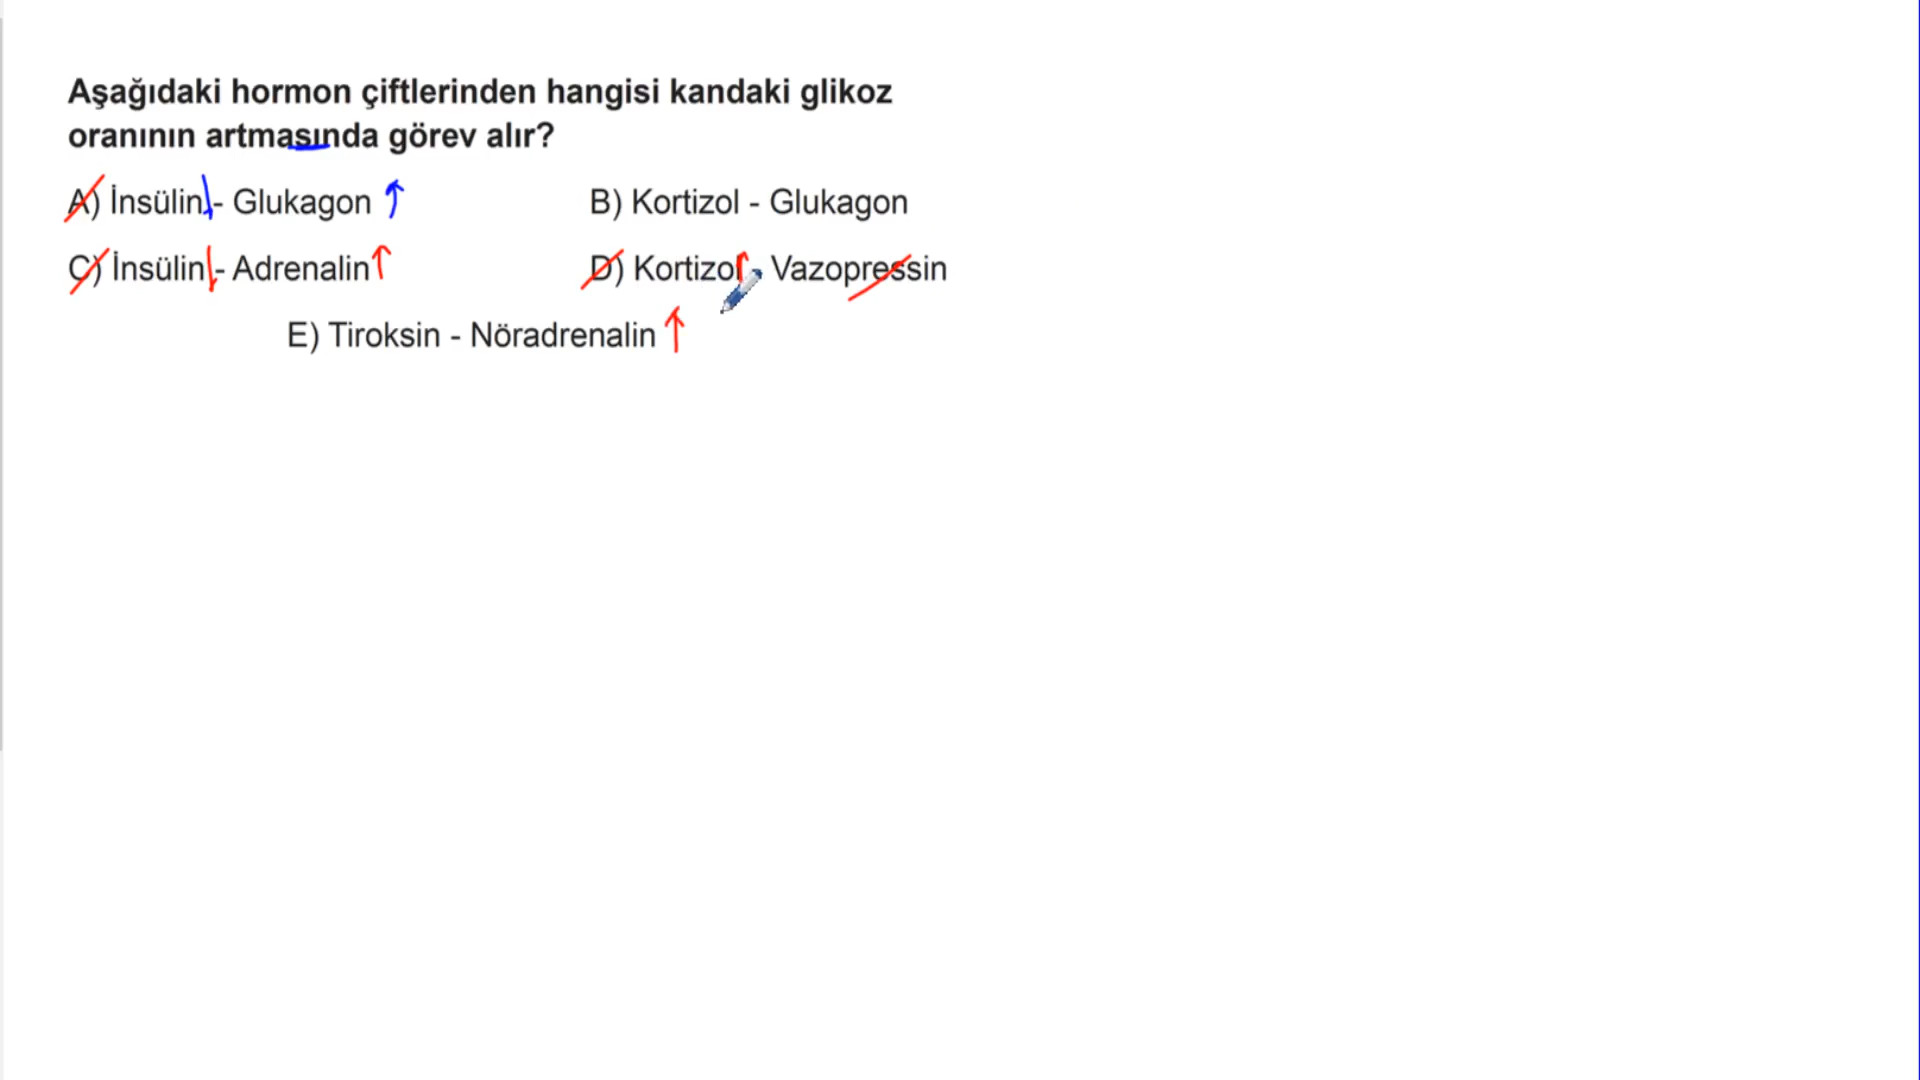 Aşağıdaki hormon çiftlerinden hangisi kandaki glikoz
oranının artmasında görev alır?
A) İnsülin - Glukagon B) Kortizol - Glukagon
C) İnsülin - Adrenalin D) Kortizol - Vazopressin
E) Tiroksin - Nöradrenalin